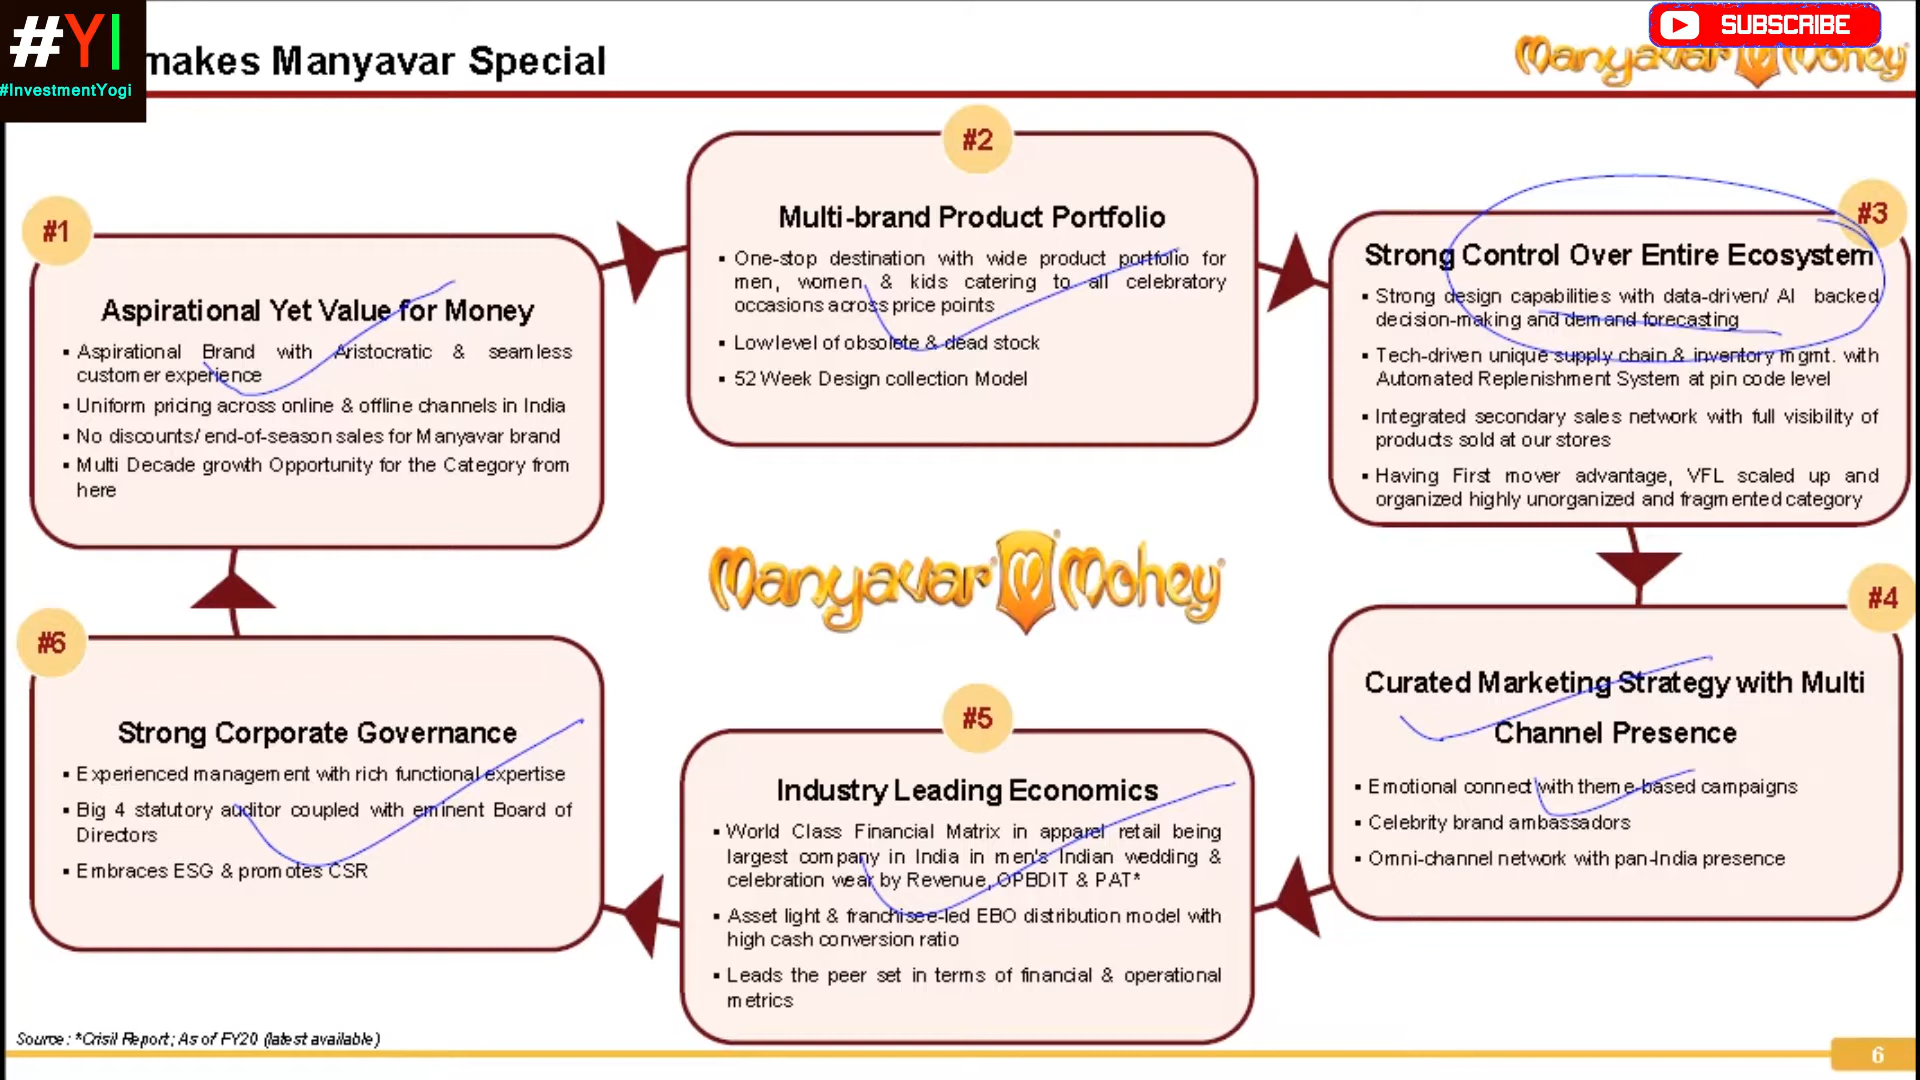 #YI
#InvestmentYogi
makes Manyavar Special
SUBSCRIBE
Manyavar Mohey
#1
Aspirational Yet Value for Money
▪ Aspirational Brand with Aristocratic & seamless
customer experience
▪ Uniform pricing across online & offline channels in India
▪ No discounts/ end-of-season sales for Manyavar brand
▪ Multi Decade growth Opportunity for the Category from
here
#2
Multi-brand Product Portfolio
▪ One-stop destination with wide product portfolio for
men, women & kids catering to all celebratory
occasions across price points
▪ Low level of obsolete & dead stock
▪ 52 Week Design collection Model
#3
Strong Control Over Entire Ecosystem
▪ Strong design capabilities with data-driven/ AI backed
decision-making and demand forecasting
▪ Tech-driven unique supply chain & inventory mgmt. with
Automated Replenishment System at pin code level
▪ Integrated secondary sales network with full visibility of
products sold at our stores
▪ Having First mover advantage, VFL scaled up and
organized highly unorganized and fragmented category
Manyavar Mohey
#4
Curated Marketing Strategy with Multi
Channel Presence
▪ Emotional connect with theme-based campaigns
▪ Celebrity brand ambassadors
▪ Omni-channel network with pan-India presence
#5
Industry Leading Economics
▪ World Class Financial Matrix in apparel retail being
largest company in India in men's Indian wedding &
celebration wear by Revenue, OPBDIT & PAT*
▪ Asset light & franchisee-led EBO distribution model with
high cash conversion ratio
▪ Leads the peer set in terms of financial & operational
metrics
#6
Strong Corporate Governance
▪ Experienced management with rich functional expertise
▪ Big 4 statutory auditor coupled with eminent Board of
Directors
▪ Embraces ESG & promotes CSR
Source: *Crisil Report; As of FY20 (latest available)
6